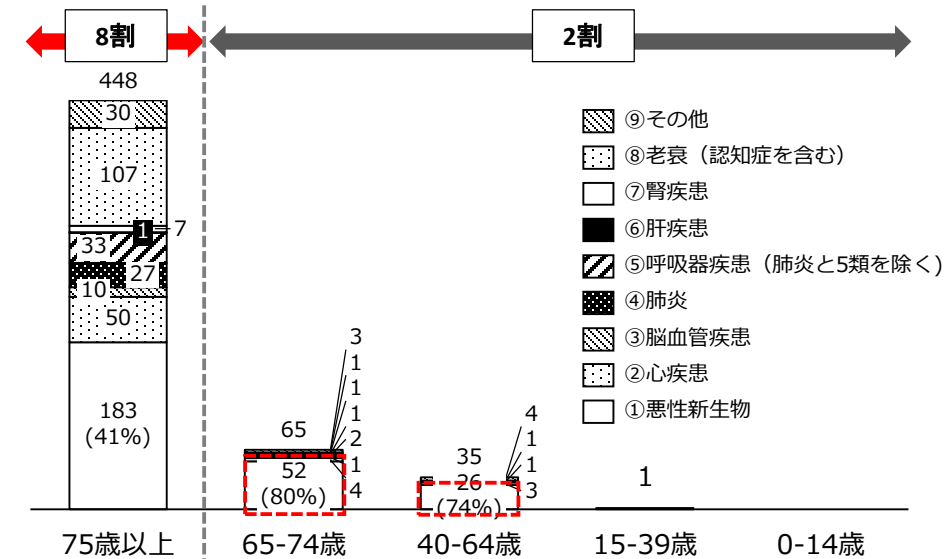 8割
2割
448
30
107
1
7
33
27
10
50
183
(41%)
⑨その他
⑧老衰（認知症を含む）
⑦腎疾患
⑥肝疾患
⑤呼吸器疾患（肺炎と5類を除く)
④肺炎
③脳血管疾患
②心疾患
①悪性新生物
65
3
1
1
1
2
1
4
52
(80%)
35
4
1
1
3
26
(74%)
1
75歳以上
65-74歳
40-64歳
15-39歳
0-14歳